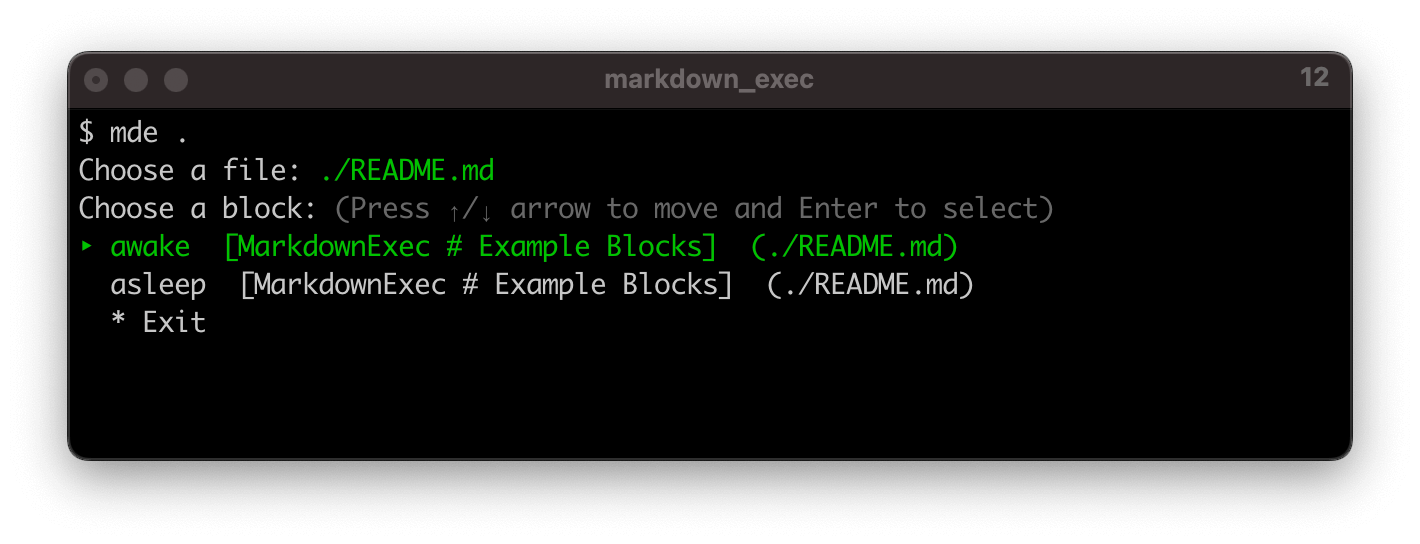 markdown_exec 12
$ mde .
Choose a file: ./README.md
Choose a block: (Press ↑/↓ arrow to move and Enter to select)
‣ awake  [MarkdownExec # Example Blocks]  (./README.md)
  asleep  [MarkdownExec # Example Blocks]  (./README.md)
  * Exit